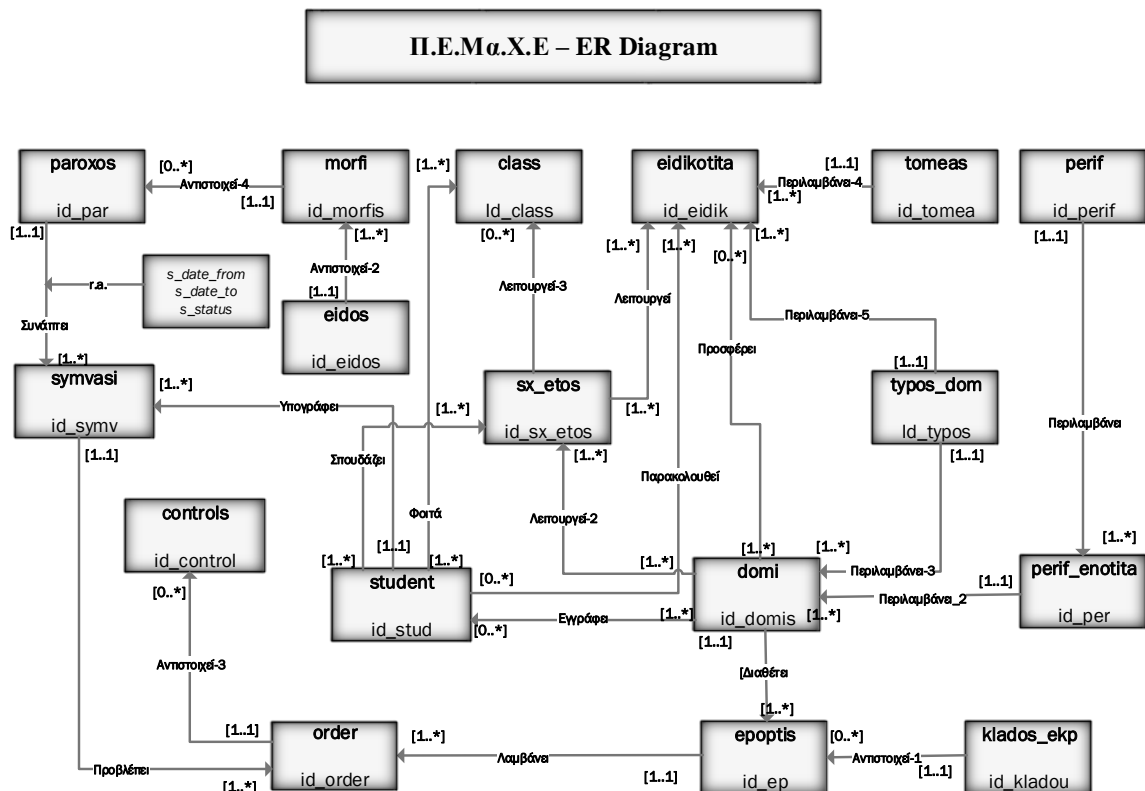 Π.Ε.Μα.Χ.Ε – ER Diagram
paroxos
id_par
[0..*]
Αντιστοιχεί-4
[1..1]
morfi
id_morfis
[1..*]
class
Id_class
[0..*]
[1..*]
eidikotita
id_eidik
[1..1]
Περιλαμβάνει-4
[1..*]
tomeas
id_tomea
perif
id_perif
[1..1]
[1..1]
r.a.
s_date_from
s_date_to
s_status
[1..*]
Αντιστοιχεί-2
[1..1]
eidos
id_eidos
Λειτουργεί-3
[1..*]
Λειτουργεί
[1..*]
[0..*]
[1..*]
Περιλαμβάνει-5
Προσφέρει
Συνάπτει
[1..*]
symvasi
id_symv
[1..1]
[1..*]
Υπογράφει
[1..*]
sx_etos
id_sx_etos
[1..*]
[1..*]
[1..1]
typos_dom
Id_typos
[1..1]
Περιλαμβάνει
Σπουδάζει
Παρακολουθεί
controls
id_control
[0..*]
Φοιτά
Λειτουργεί-2
[1..*]
[1..1]
[1..*]
student
id_stud
[0..*]
[0..*]
Εγγράφει
[1..*]
[1..*]
[1..*]
domi
id_domis
[1..1]
[1..*]
Περιλαμβάνει-3
Περιλαμβάνει_2
[1..*]
[1..1]
[1..*]
perif_enotita
id_per
Αντιστοιχεί-3
[Διαθέτει
[1..*]
[1..1]
order
id_order
[1..*]
Προβλέπει
[1..*]
Λαμβάνει
[1..1]
epoptis
id_ep
[0..*]
Αντιστοιχεί-1
[1..1]
klados_ekp
id_kladou